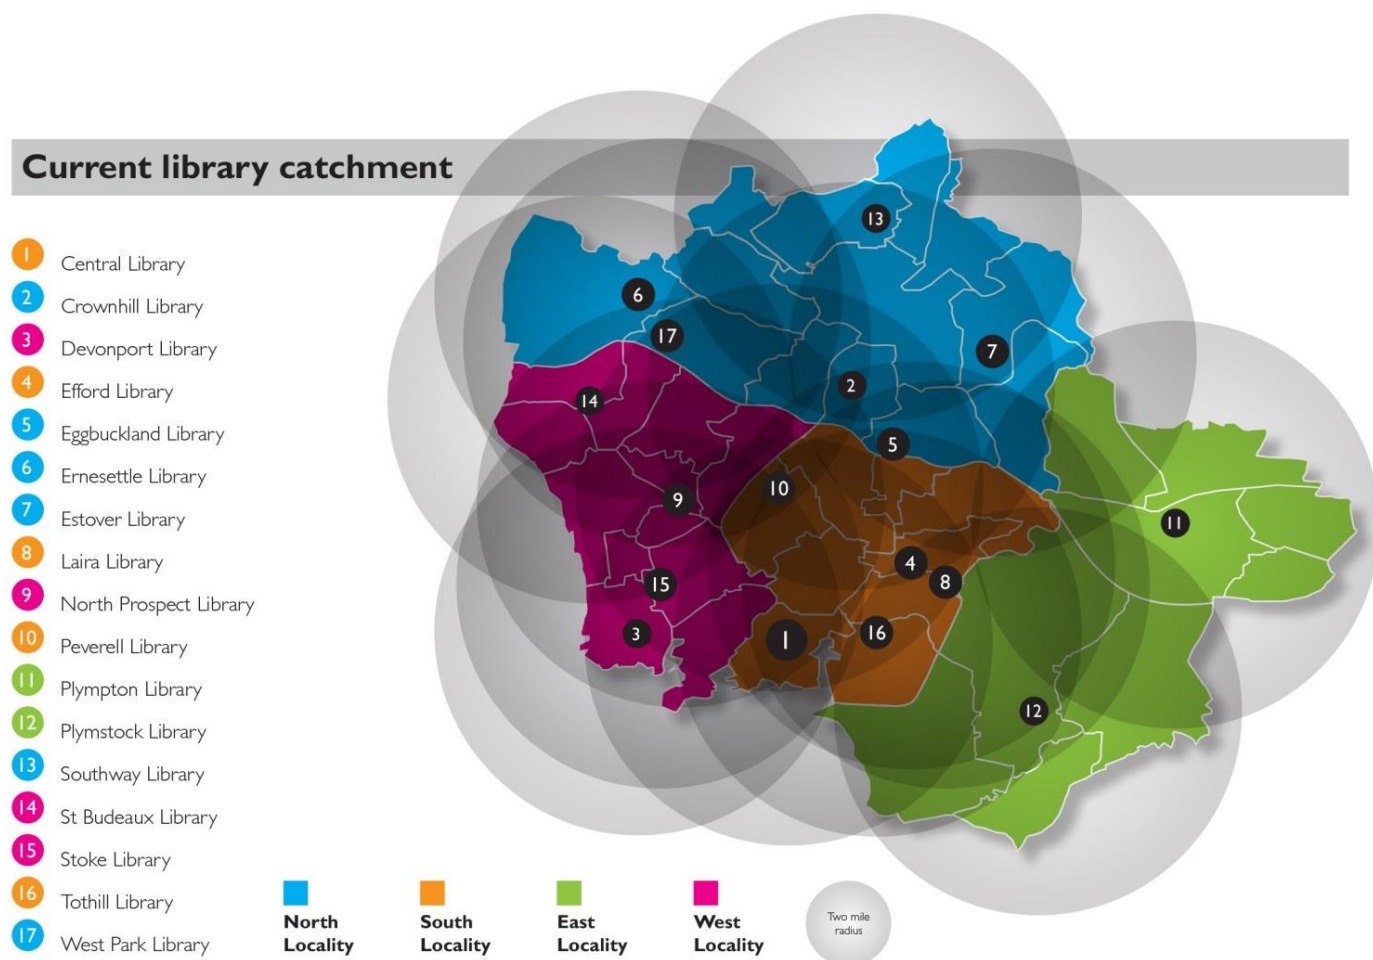 Current library catchment
1 Central Library
2 Crownhill Library
3 Devonport Library
4 Efford Library
5 Eggbuckland Library
6 Ernesettle Library
7 Estover Library
8 Laira Library
9 North Prospect Library
10 Peverell Library
11 Plympton Library
12 Plymstock Library
13 Southway Library
14 St Budeaux Library
15 Stoke Library
16 Tothill Library
17 West Park Library
13
6
17
7
2
14
5
10
9
11
4
8
15
3
1
16
12
North
Locality
South
Locality
East
Locality
West
Locality
Two mile
radius